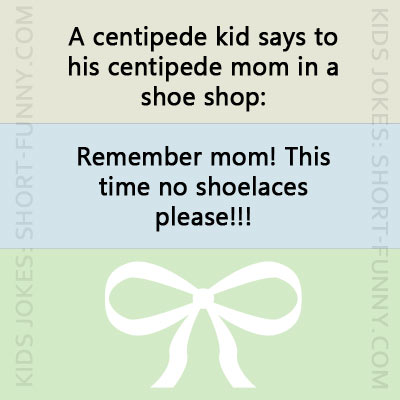 A centipede kid says to
his centipede mom in a
shoe shop:
Remember mom! This
time no shoelaces
please!!!
KIDS JOKES: SHORT-FUNNY.COM
KIDS JOKES: SHORT-FUNNY.COM